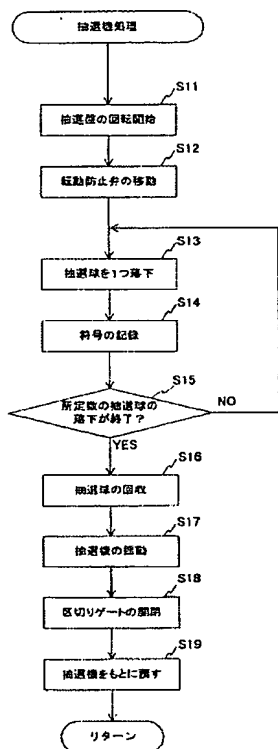 抽選機処理
S11
抽選機の回転開始
S12
転動防止弁の移動
S13
抽選球を1つ落下
S14
符号の記録
S15
所定数の抽選球の
落下が終了?
NO
YES
S16
抽選球の回収
S17
抽選機の揺動
S18
区切りゲートの開閉
S19
抽選機をもとに戻す
リターン